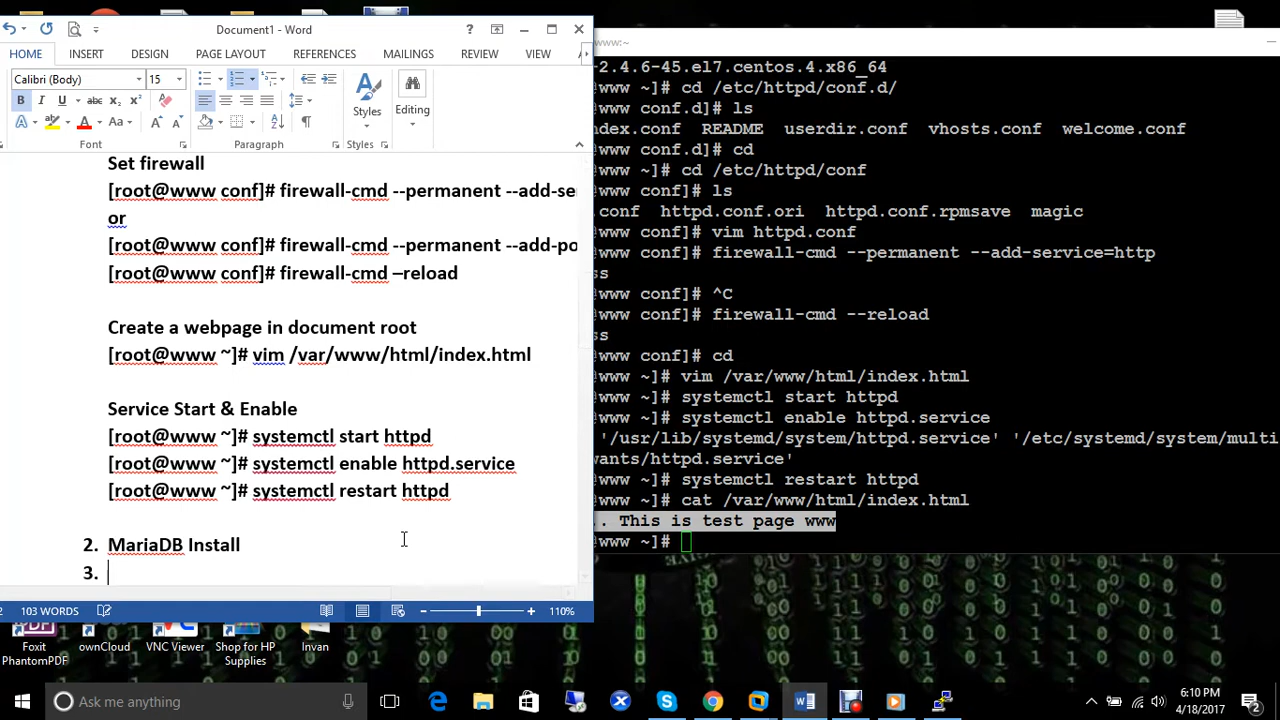 Document1 - Word
?
HOME INSERT DESIGN PAGE LAYOUT REFERENCES MAILINGS REVIEW VIEW
Calibri (Body) 15
B I U abc x₂ x² Styles Editing
A ab A Aa A A
Font Paragraph Styles
Set firewall
[root@www conf]# firewall-cmd --permanent --add-se
or
[root@www conf]# firewall-cmd --permanent --add-po
[root@www conf]# firewall-cmd –reload
Create a webpage in document root
[root@www ~]# vim /var/www/html/index.html
Service Start & Enable
[root@www ~]# systemctl start httpd
[root@www ~]# systemctl enable httpd.service
[root@www ~]# systemctl restart httpd
2. MariaDB Install
3.
103 WORDS 110%
www:~
-2.4.6-45.el7.centos.4.x86_64
@www ~]# cd /etc/httpd/conf.d/
@www conf.d]# ls
ndex.conf README userdir.conf vhosts.conf welcome.conf
@www conf.d]# cd
@www ~]# cd /etc/httpd/conf
@www conf]# ls
.conf httpd.conf.ori httpd.conf.rpmsave magic
@www conf]# vim httpd.conf
@www conf]# firewall-cmd --permanent --add-service=http
ss
@www conf]# ^C
@www conf]# firewall-cmd --reload
ss
@www conf]# cd
@www ~]# vim /var/www/html/index.html
@www ~]# systemctl start httpd
@www ~]# systemctl enable httpd.service
'/usr/lib/systemd/system/httpd.service' '/etc/systemd/system/multi
wants/httpd.service'
@www ~]# systemctl restart httpd
@www ~]# cat /var/www/html/index.html
.. This is test page www
@www ~]#
Foxit PhantomPDF
ownCloud
VNC Viewer
Shop for HP Supplies
Invan
Ask me anything
6:10 PM
4/18/2017
2